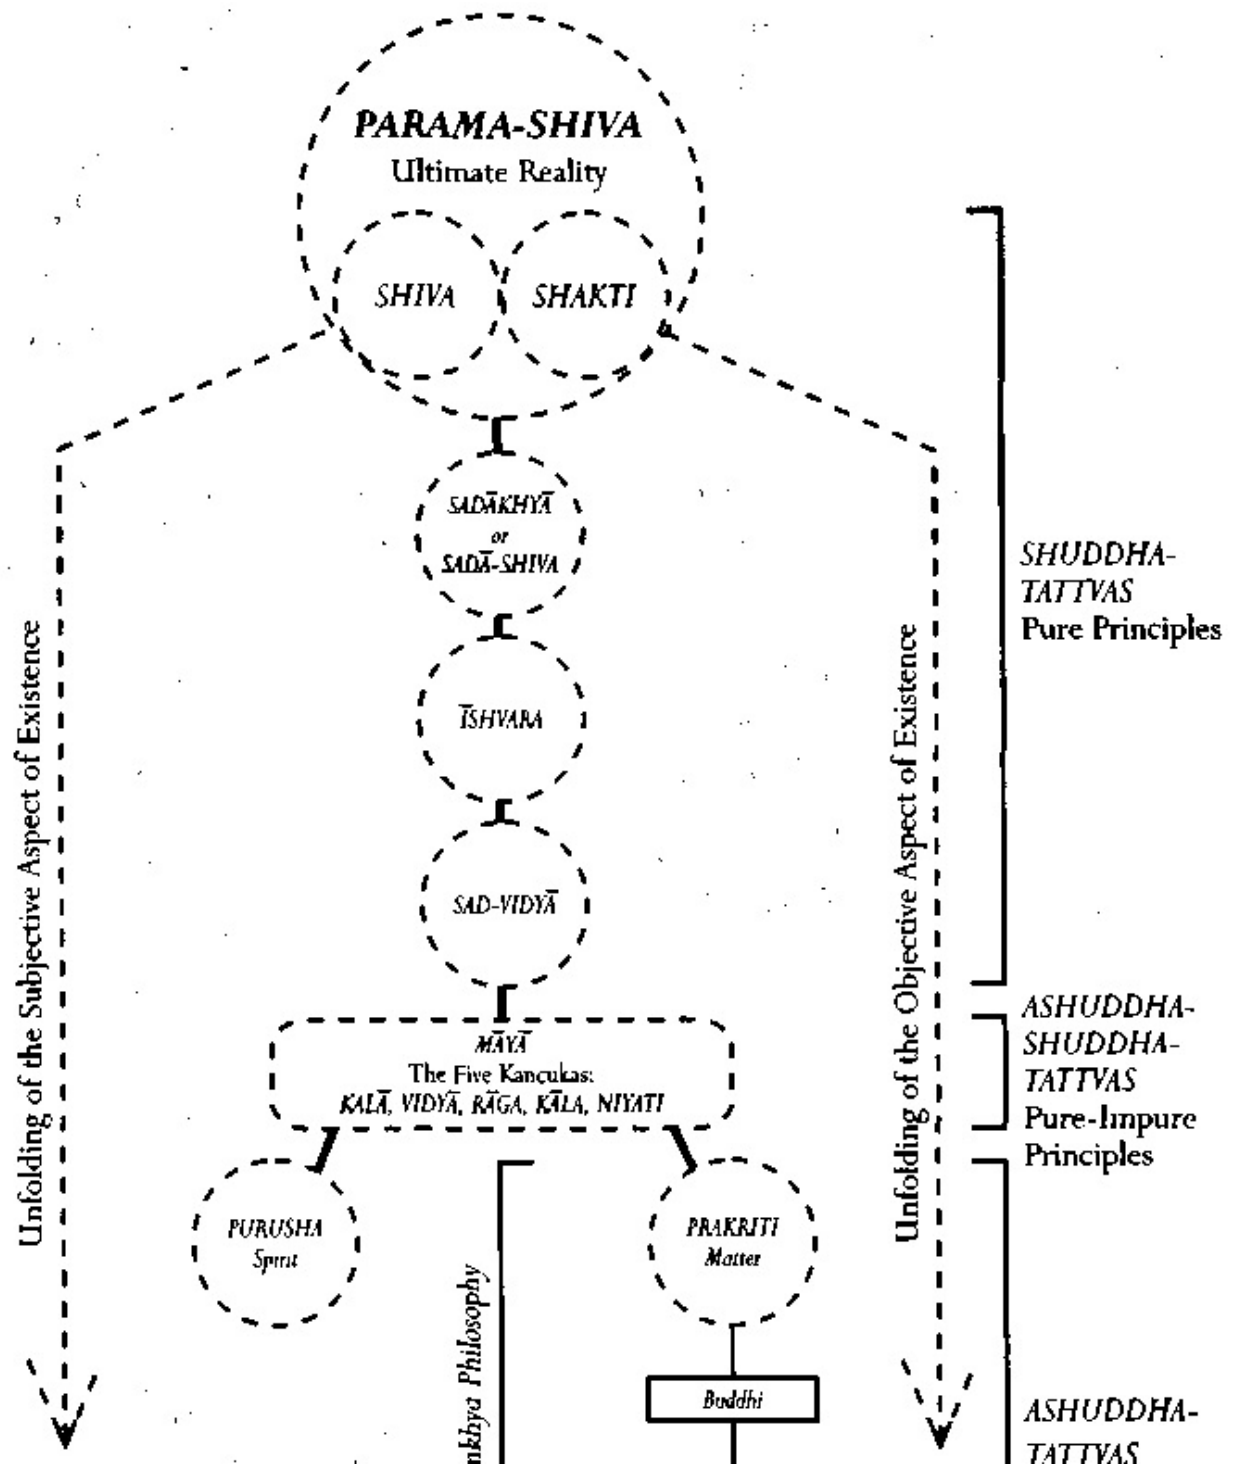 PARAMA-SHIVA
Ultimate Reality
SHIVA
SHAKTI
SADĀKHYĀ
or
SADĀ-SHIVA
ĪSHVARA
SAD-VIDYĀ
MĀYĀ
The Five Kancukas:
KALĀ, VIDYĀ, RĀGA, KĀLA, NIYATI
PURUSHA
Spirit
PRAKRITI
Matter
Buddhi
Unfolding of the Subjective Aspect of Existence
Unfolding of the Objective Aspect of Existence
nkhya Philosophy
SHUDDHA-
TATTVAS
Pure Principles
ASHUDDHA-
SHUDDHA-
TATTVAS
Pure-Impure
Principles
ASHUDDHA-
TATTVAS